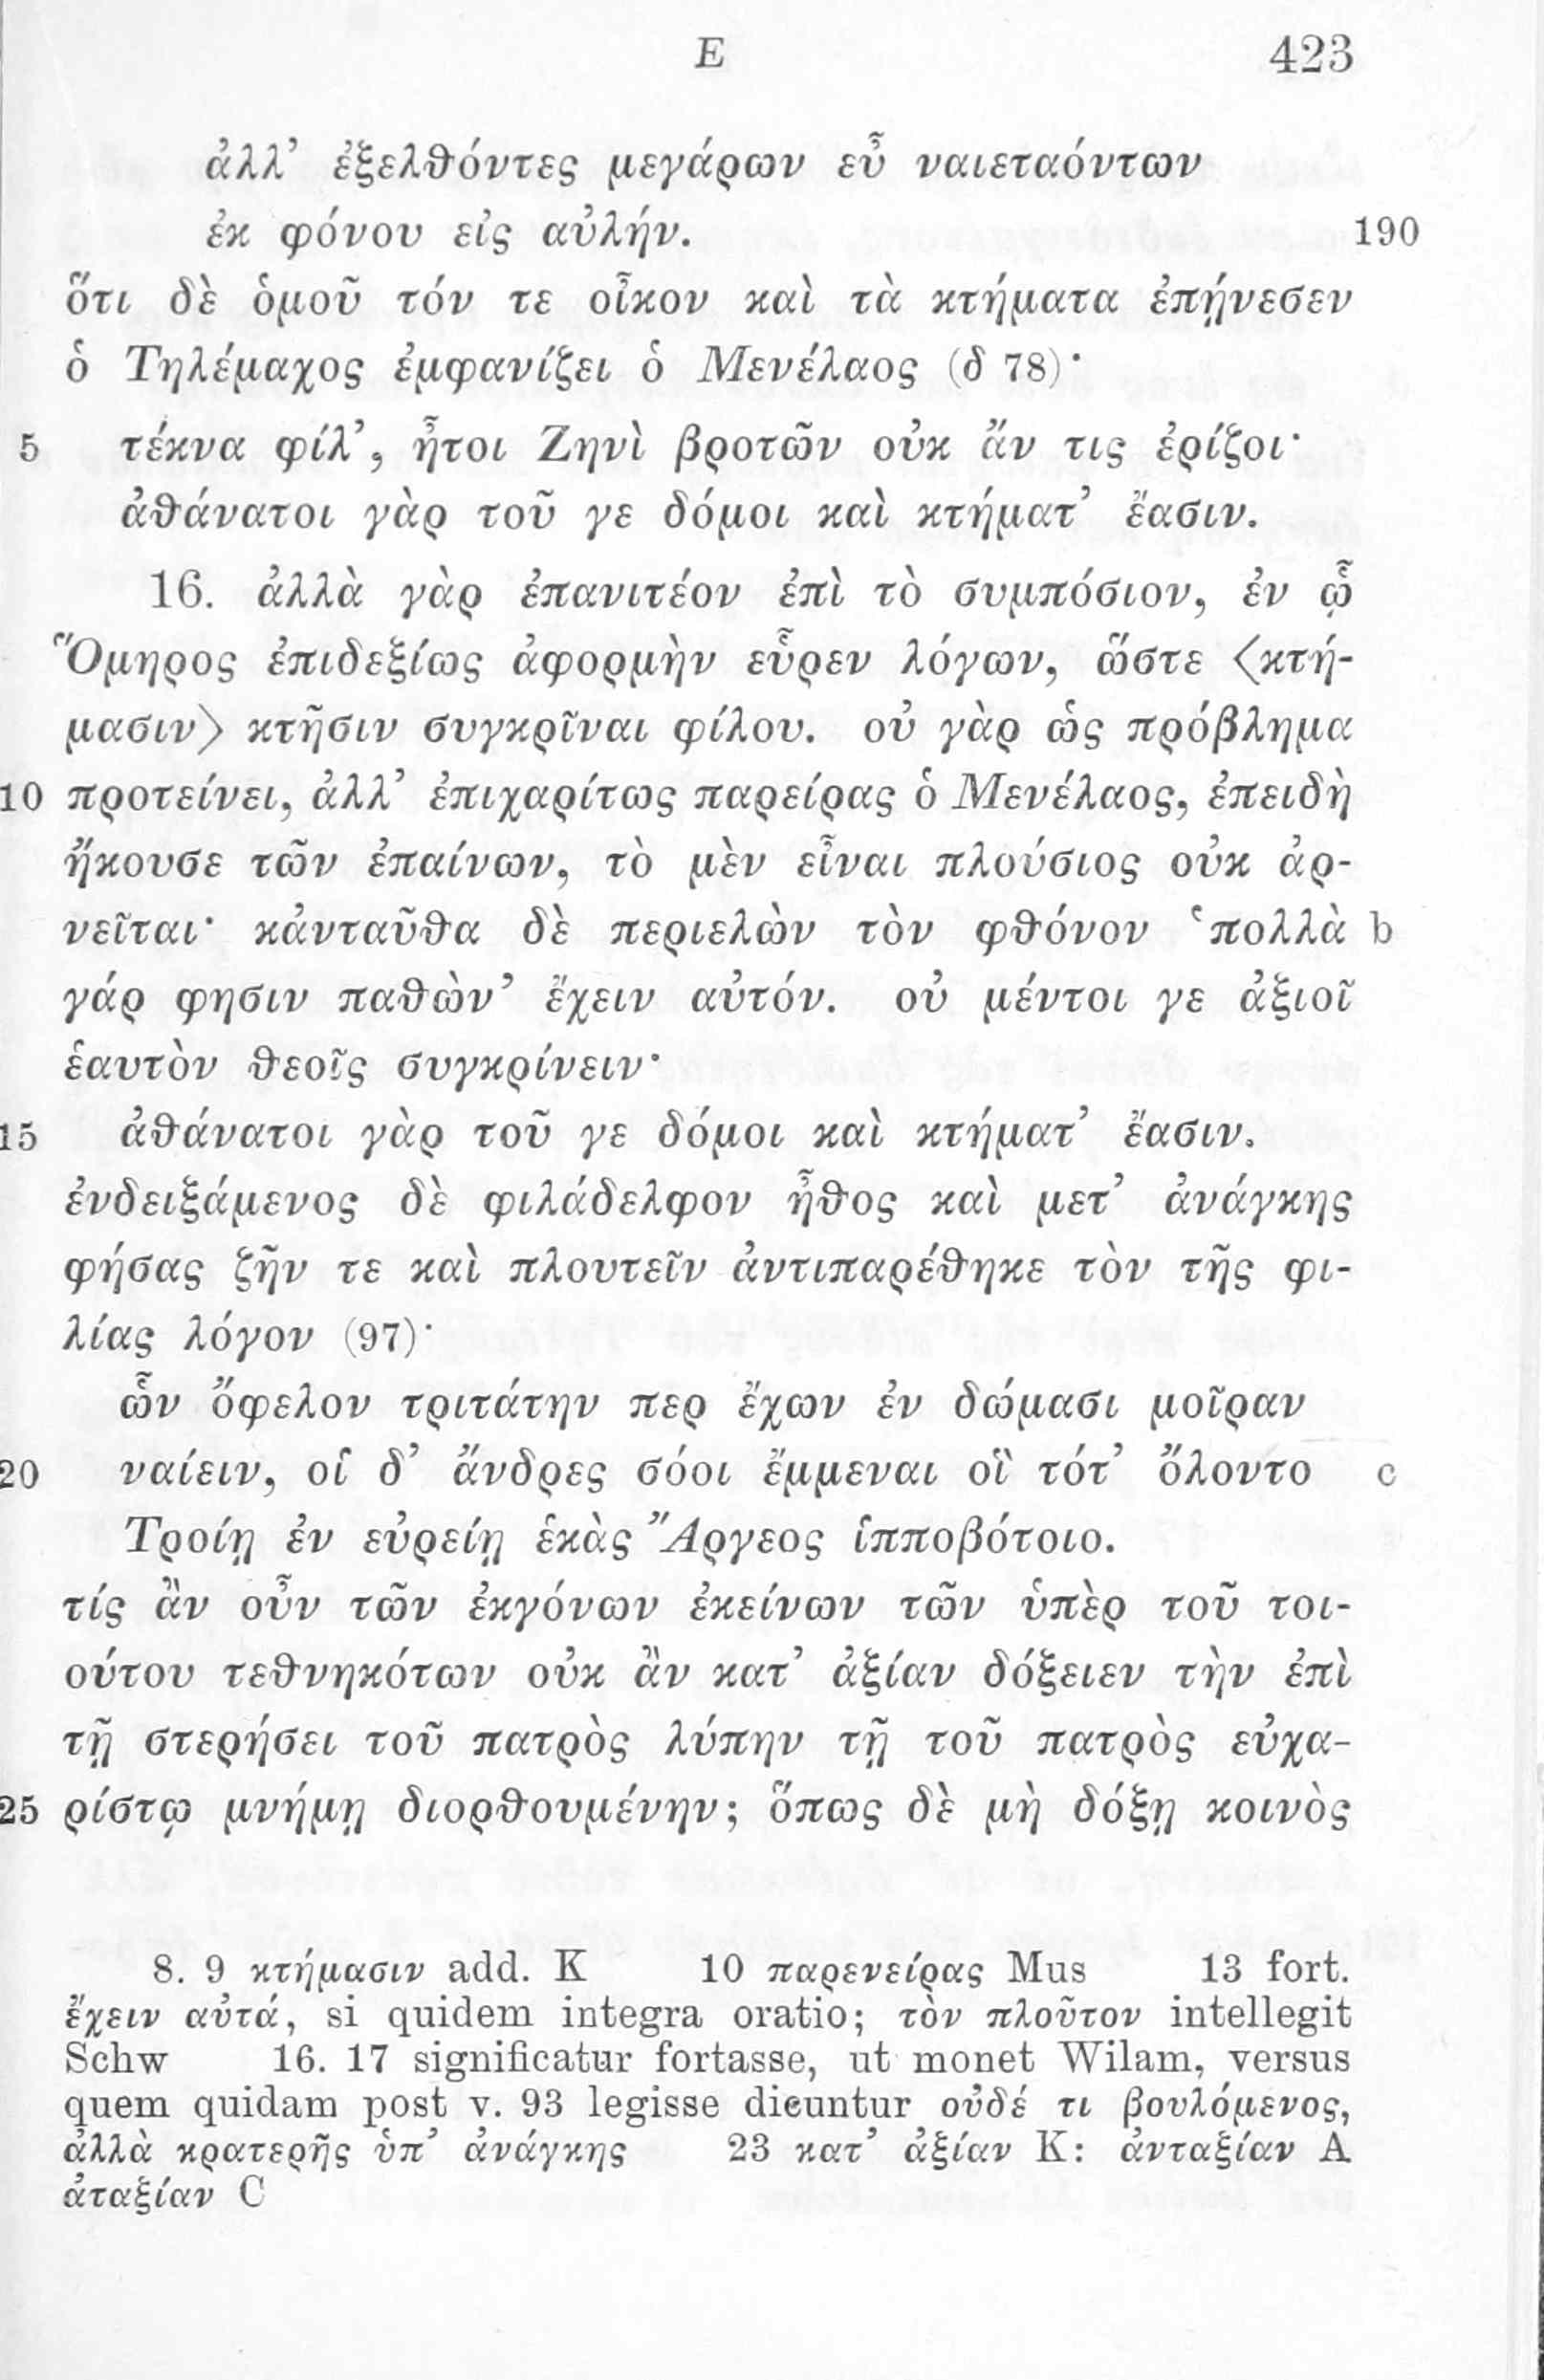 E 423
ἀλλ’ ἐξελθόντες μεγάρων εὖ ναιεταόντων
ἐκ φόνου εἰς αὐλήν. 190
ὅτι δὲ ὁμοῦ τόν τε οἶκον καὶ τὰ κτήματα ἐπῄνεσεν
ὁ Τηλέμαχος ἐμφανίζει ὁ Μενέλαος (δ 78)·
5 τέκνα φίλ’, ἦτοι Ζηνὶ βροτῶν οὐκ ἄν τις ἐρίζοι·
ἀθάνατοι γὰρ τοῦ γε δόμοι καὶ κτήματ’ ἔασιν.
16. ἀλλὰ γὰρ ἐπανιτέον ἐπὶ τὸ συμπόσιον, ἐν ᾧ
Ὅμηρος ἐπιδεξίως ἀφορμὴν εὗρεν λόγων, ὥστε <κτή-
μασιν> κτῆσιν συγκρῖναι φίλου. οὐ γὰρ ὡς πρόβλημα
10 προτείνει, ἀλλ’ ἐπιχαρίτως παρείρας ὁ Μενέλαος, ἐπειδὴ
ἤκουσε τῶν ἐπαίνων, τὸ μὲν εἶναι πλούσιος οὐκ ἀρ-
νεῖται· κἀνταῦθα δὲ περιελὼν τὸν φθόνον ‘πολλὰ b
γάρ φησιν παθὼν’ ἔχειν αὐτόν. οὐ μέντοι γε ἀξιοῖ
ἑαυτὸν θεοῖς συγκρίνειν·
15 ἀθάνατοι γὰρ τοῦ γε δόμοι καὶ κτήματ’ ἔασιν.
ἐνδειξάμενος δὲ φιλάδελφον ἦθος καὶ μετ’ ἀνάγκης
φήσας ζῆν τε καὶ πλουτεῖν ἀντιπαρέθηκε τὸν τῆς φι-
λίας λόγον (97)·
ὧν ὄφελον τριτάτην περ ἔχων ἐν δώμασι μοῖραν
20 ναίειν, οἱ δ’ ἄνδρες σόοι ἔμμεναι οἳ τότ’ ὄλοντο c
Τροίῃ ἐν εὐρείῃ ἑκὰς Ἄργεος ἱπποβότοιο.
τίς ἂν οὖν τῶν ἐκγόνων ἐκείνων τῶν ὑπὲρ τοῦ τοι-
ούτου τεθνηκότων οὐκ ἂν κατ’ ἀξίαν δόξειεν τὴν ἐπὶ
τῇ στερήσει τοῦ πατρὸς λύπην τῇ τοῦ πατρὸς εὐχα-
25 ρίστῳ μνήμῃ διορθουμένην; ὅπως δὲ μὴ δόξῃ κοινὸς
8. 9 κτήμασιν add. K 10 παρενείρας Mus 13 fort.
ἔχειν αὐτά, si quidem integra oratio; τὸν πλοῦτον intellegit
Schw 16. 17 significatur fortasse, ut monet Wilam, versus
quem quidam post v. 93 legisse dicuntur οὐδέ τι βουλόμενος,
ἀλλὰ κρατερῆς ὑπ’ ἀνάγκης 23 κατ’ ἀξίαν K: ἀνταξίαν A
ἀταξίαν C